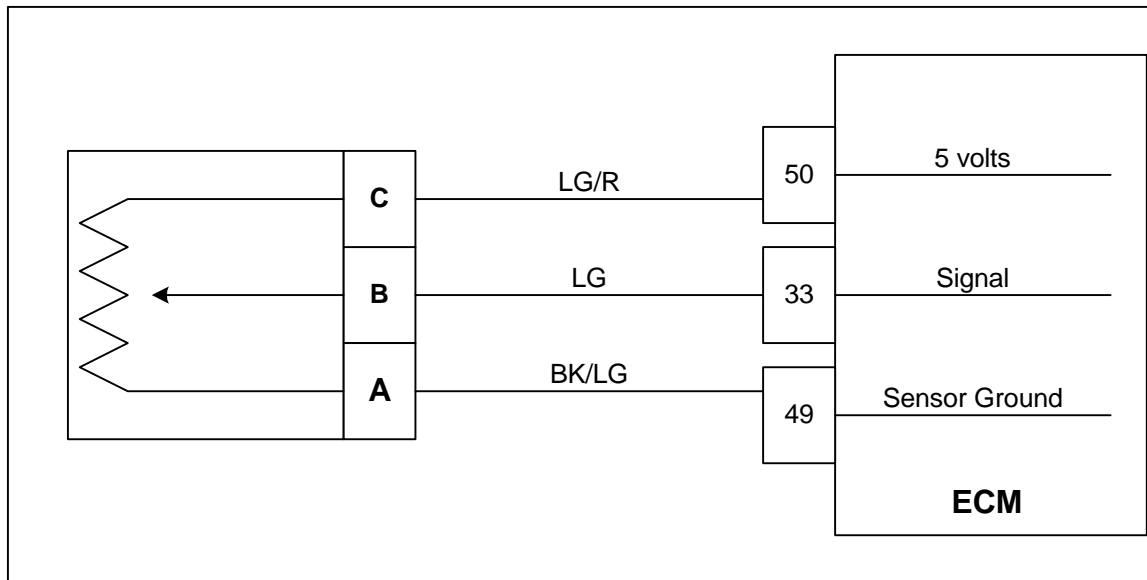 C LG/R 50 5 volts
B LG 33 Signal
A BK/LG 49 Sensor Ground
ECM